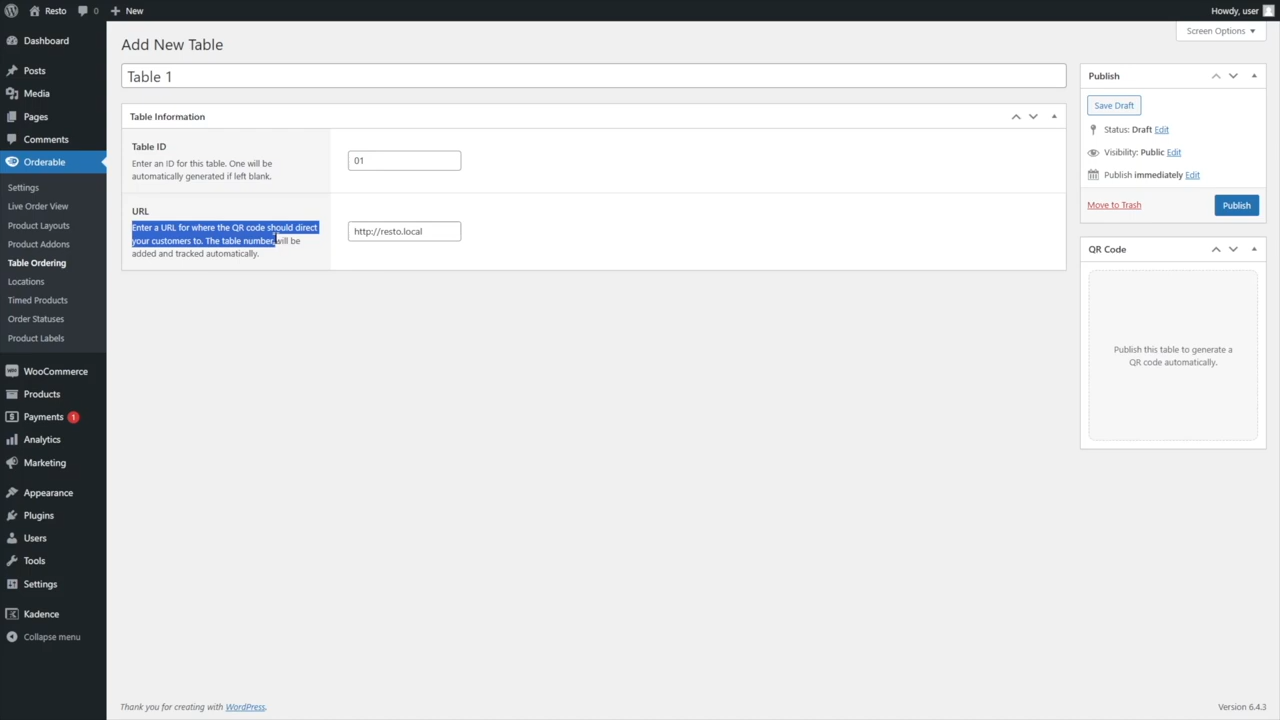 Resto
0
New
Howdy, user
Dashboard
Posts
Media
Pages
Comments
Orderable
Settings
Live Order View
Product Layouts
Product Addons
Table Ordering
Locations
Timed Products
Order Statuses
Product Labels
WooCommerce
Products
Payments 1
Analytics
Marketing
Appearance
Plugins
Users
Tools
Settings
Kadence
Collapse menu
Screen Options
Add New Table
Table 1
Table Information
Table ID
Enter an ID for this table. One will be
automatically generated if left blank.
01
URL
Enter a URL for where the QR code should direct
your customers to. The table number will be
added and tracked automatically.
http://resto.local
Publish
Save Draft
Status: Draft Edit
Visibility: Public Edit
Publish immediately Edit
Move to Trash
Publish
QR Code
Publish this table to generate a
QR code automatically.
Thank you for creating with WordPress.
Version 6.4.3